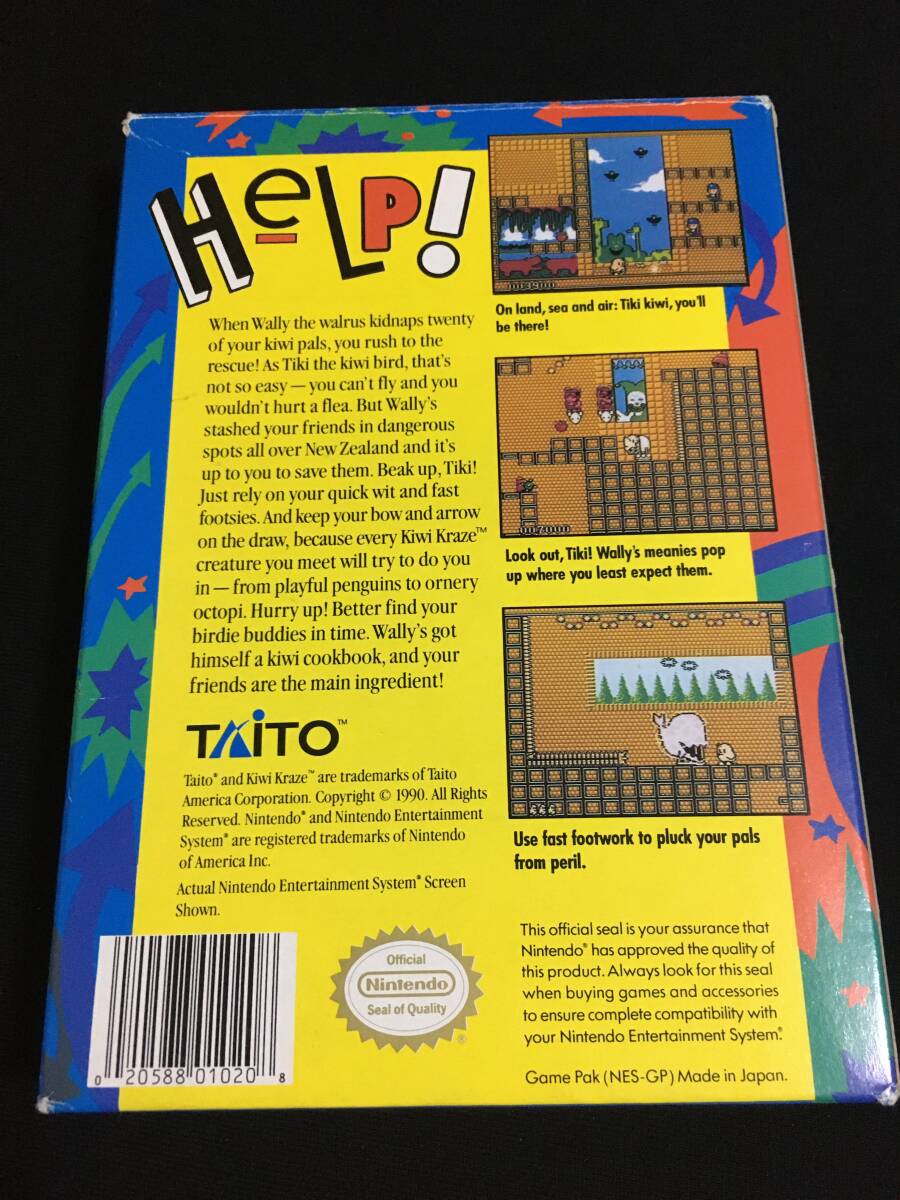 HeLP!
When Wally the walrus kidnaps twenty
of your kiwi pals, you rush to the
rescue! As Tiki the kiwi bird, that's
not so easy — you can't fly and you
wouldn't hurt a flea. But Wally's
stashed your friends in dangerous
spots all over New Zealand and it's
up to you to save them. Beak up, Tiki!
Just rely on your quick wit and fast
footsies. And keep your bow and arrow
on the draw, because every Kiwi Kraze™
creature you meet will try to do you
in — from playful penguins to ornery
octopi. Hurry up! Better find your
birdie buddies in time. Wally's got
himself a kiwi cookbook, and your
friends are the main ingredient!
TAITO™
Taito® and Kiwi Kraze™ are trademarks of Taito
America Corporation. Copyright © 1990. All Rights
Reserved. Nintendo® and Nintendo Entertainment
System® are registered trademarks of Nintendo
of America Inc.
Actual Nintendo Entertainment System® Screen
Shown.
0 20588 01020 8
Official
Nintendo
Seal of Quality
®
On land, sea and air: Tiki kiwi, you'll
be there!
Look out, Tiki! Wally's meanies pop
up where you least expect them.
Use fast footwork to pluck your pals
from peril.
This official seal is your assurance that
Nintendo® has approved the quality of
this product. Always look for this seal
when buying games and accessories
to ensure complete compatibility with
your Nintendo Entertainment System®.
Game Pak (NES-GP) Made in Japan.